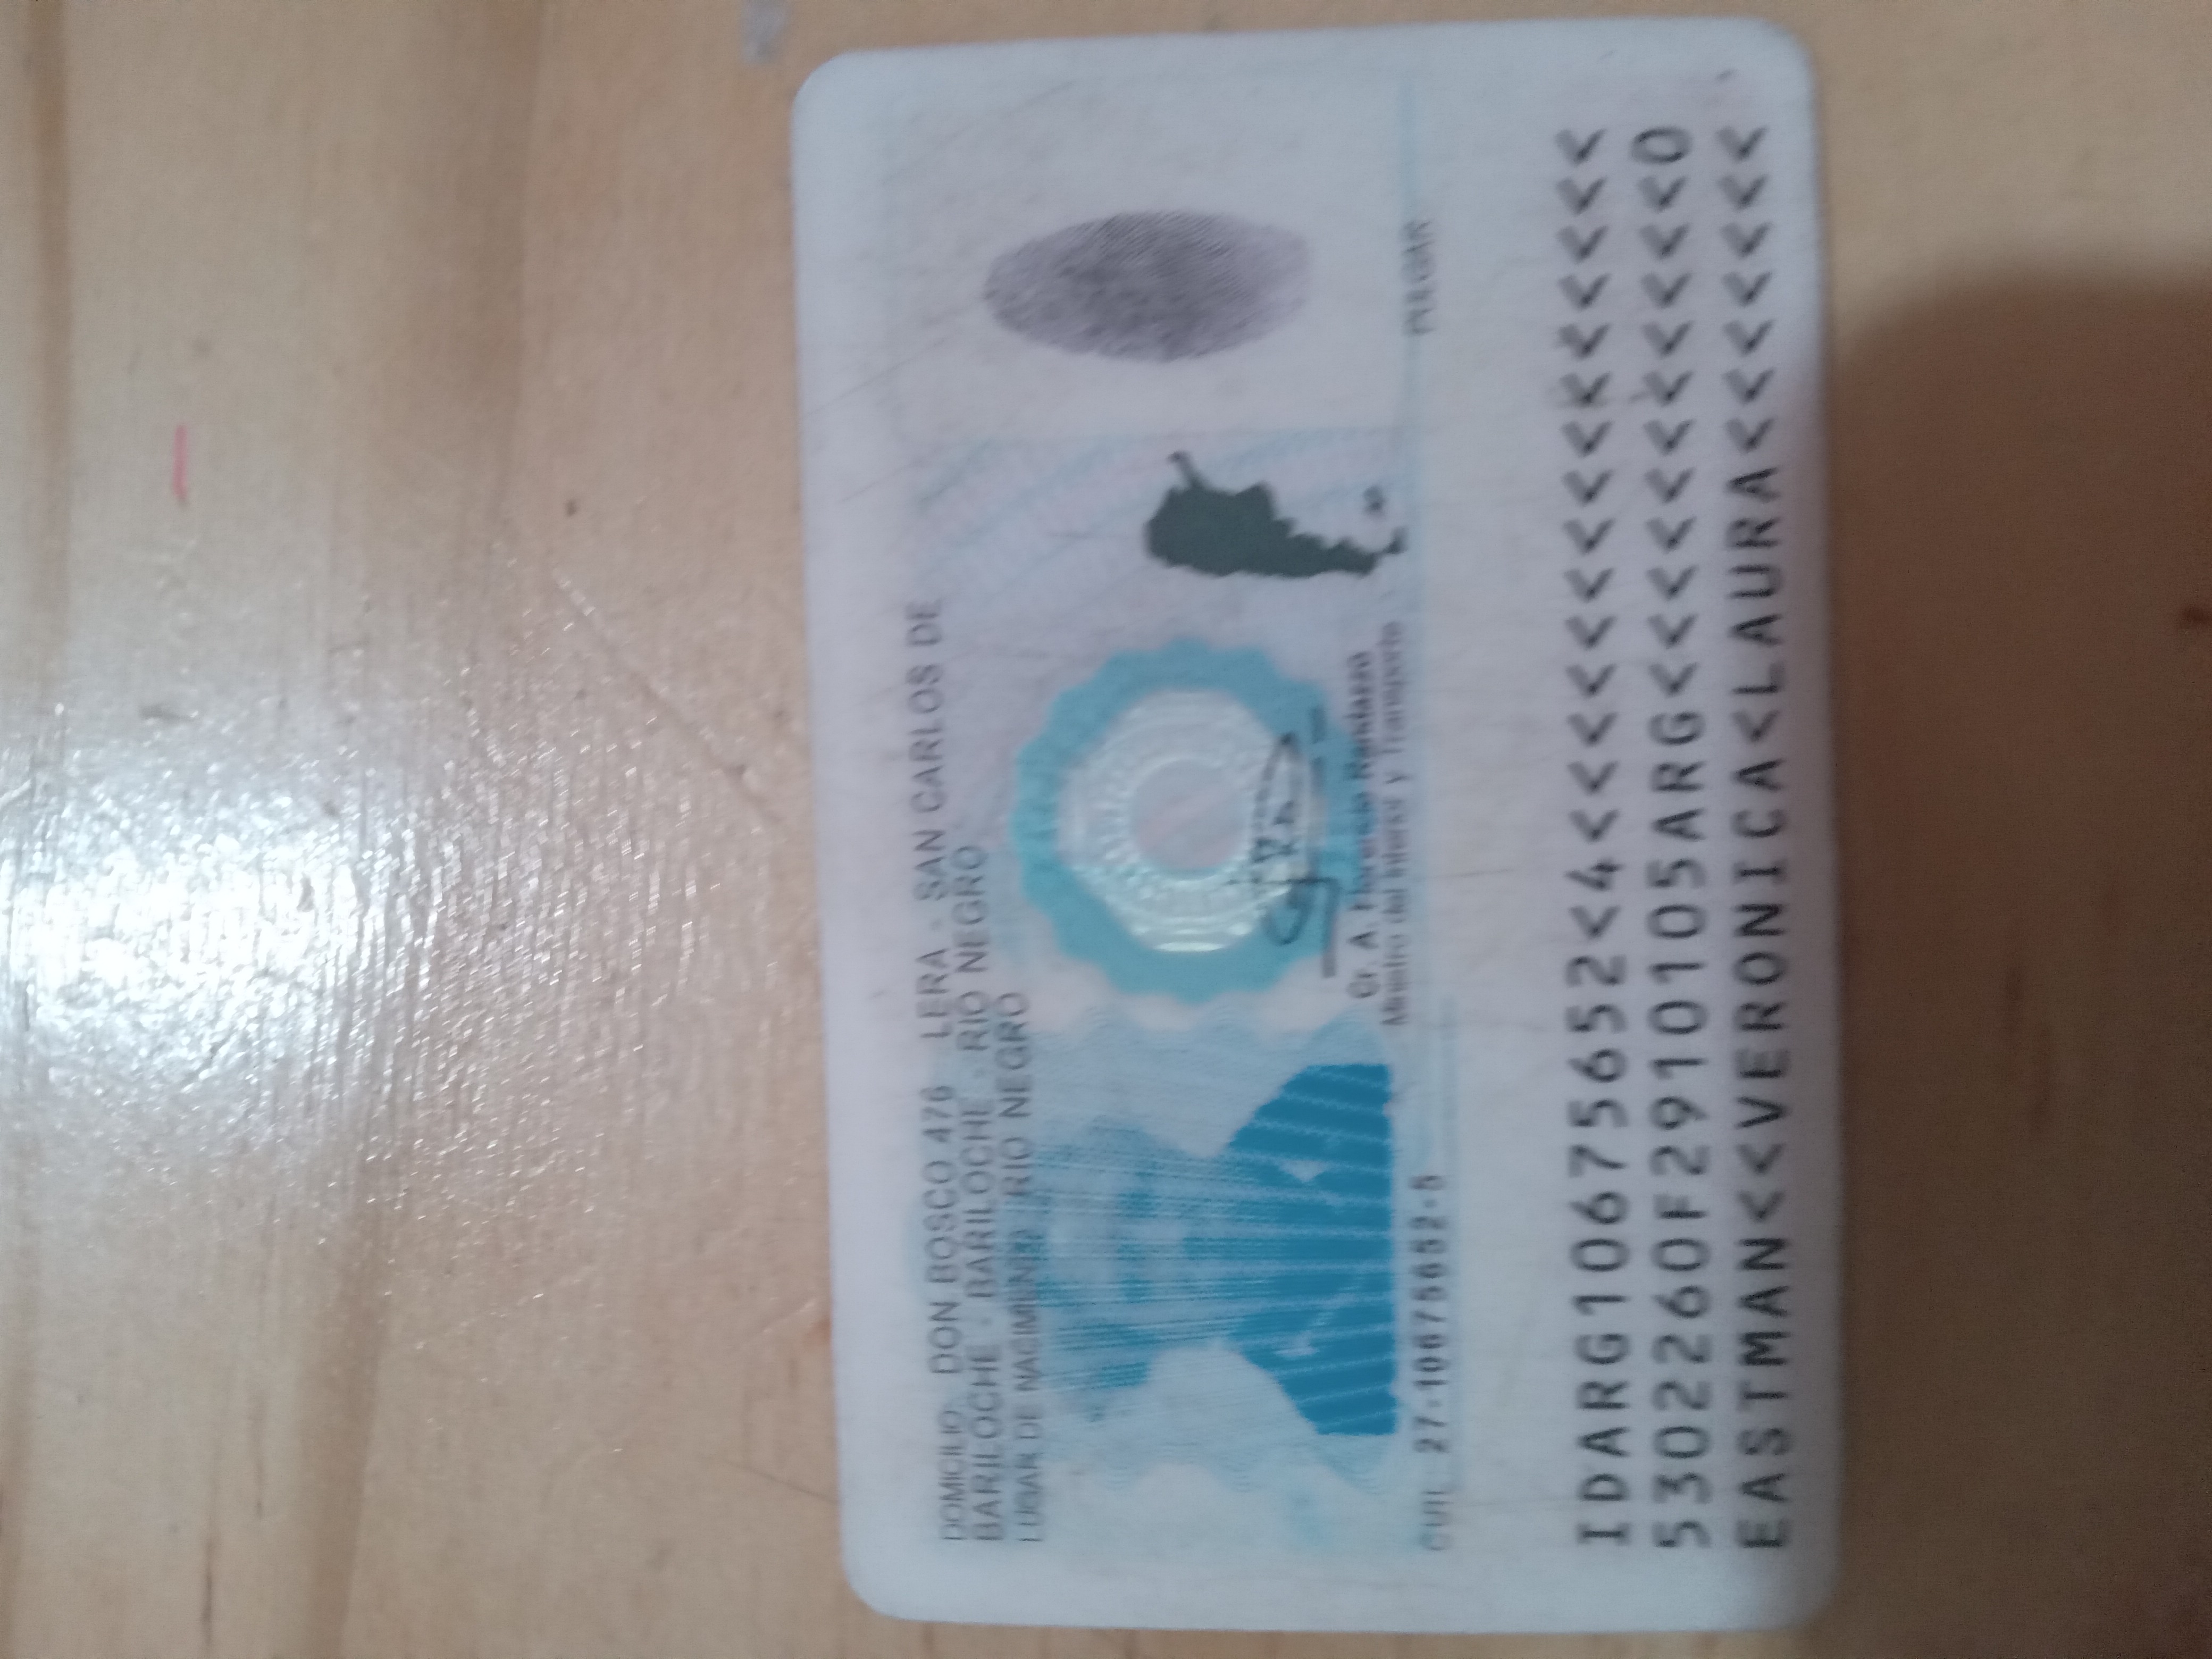 DOMICILIO: DON BOSCO 476 LERA - SAN CARLOS DE
BARILOCHE - BARILOCHE - RIO NEGRO
LUGAR DE NACIMIENTO: RIO NEGRO
Cr. A. Florencio Randazzo
Ministro del Interior y Transporte
CUIL 27-10675652-5
PULGAR
IDARG10675652<4<<<<<<<<<<<<<<<
5302260F2910105ARG<<<<<<<<<<<0
EASTMAN<<VERONICA<LAURA<<<<<<<